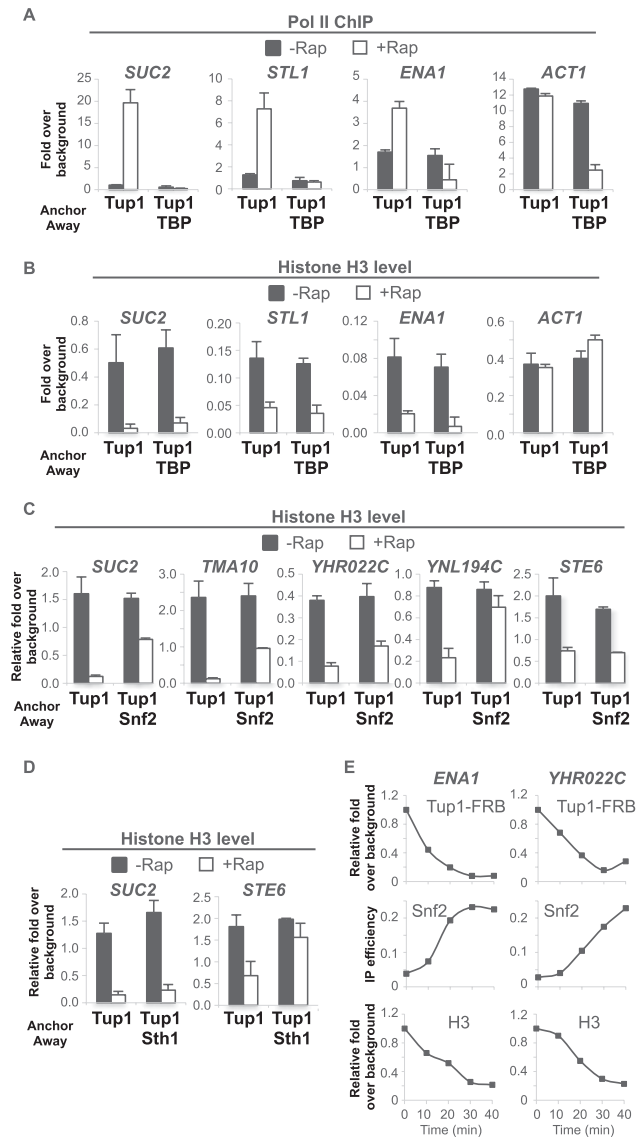 A
Pol II ChIP
-Rap +Rap
SUC2 STL1 ENA1 ACT1
Fold over
background
25
20
15
10
5
0
10
8
6
4
2
0
5
4
3
2
1
0
14
12
10
8
6
4
2
0
Anchor
Away
Tup1 Tup1 Tup1 Tup1 Tup1 Tup1 Tup1 Tup1
TBP TBP TBP TBP
B
Histone H3 level
-Rap +Rap
SUC2 STL1 ENA1 ACT1
Fold over
background
0.8
0.6
0.4
0.2
0.0
0.20
0.15
0.10
0.05
0.00
0.12
0.08
0.04
0.00
0.6
0.4
0.2
0.0
Anchor
Away
Tup1 Tup1 Tup1 Tup1 Tup1 Tup1 Tup1 Tup1
TBP TBP TBP TBP
C
Histone H3 level
-Rap +Rap
SUC2 TMA10 YHR022C YNL194C STE6
Relative fold over
background
2.0
1.5
1.0
0.5
0.0
3.0
2.0
1.0
0.0
0.5
0.4
0.3
0.2
0.1
0.0
1.0
0.8
0.6
0.4
0.2
0.0
2.5
2.0
1.5
1.0
0.5
0.0
Anchor
Away
Tup1 Tup1 Tup1 Tup1 Tup1 Tup1 Tup1 Tup1 Tup1 Tup1
Snf2 Snf2 Snf2 Snf2 Snf2
D
Histone H3 level
-Rap +Rap
SUC2 STE6
Relative fold over
background
2.0
1.5
1.0
0.5
0.0
2.5
2.0
1.5
1.0
0.5
0.0
Anchor
Away
Tup1 Tup1 Tup1 Tup1
Sth1 Sth1
E
ENA1 YHR022C
Relative fold
over background
1.2
0.8
0.4
0
Tup1-FRB
1.2
0.8
0.4
0
Tup1-FRB
IP efficiency
0.2
0.1
0
Snf2
0.2
0.1
0
Snf2
Relative fold
over background
1.2
0.8
0.4
0
H3
1.2
0.8
0.4
0
H3
0 10 20 30 40 0 10 20 30 40
Time (min) Time (min)